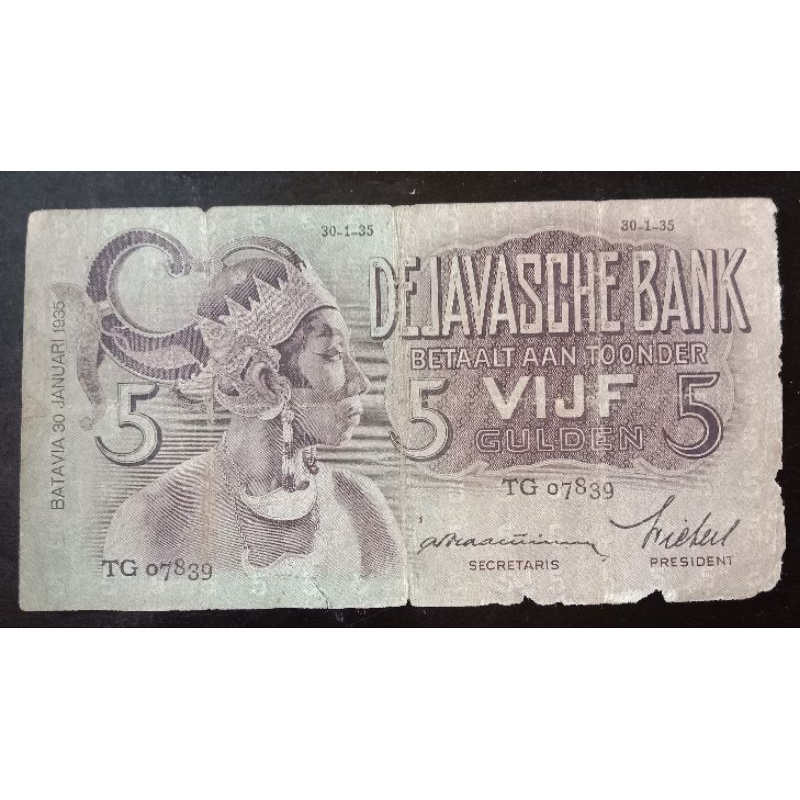 30-1-35
30-1-35
DE JAVASCHE BANK
BETAALT AAN TOONDER
5
5
VIJF
5
GULDEN
BATAVIA 30 JANUARI 1935
TG 07839
TG 07839
SECRETARIS
PRESIDENT